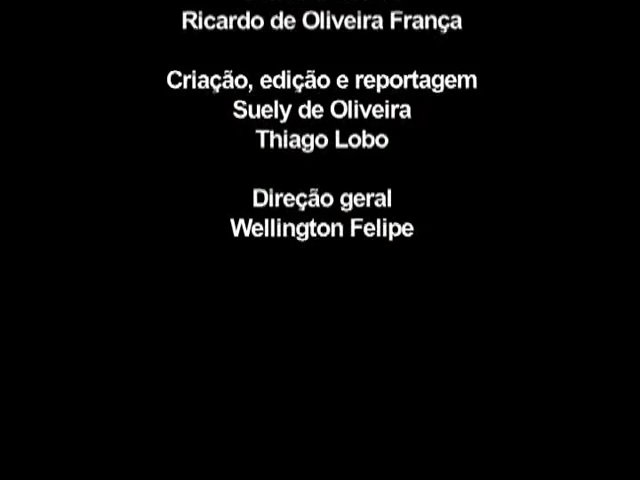 Ricardo de Oliveira França
Criação, edição e reportagem
Suely de Oliveira
Thiago Lobo
Direção geral
Wellington Felipe